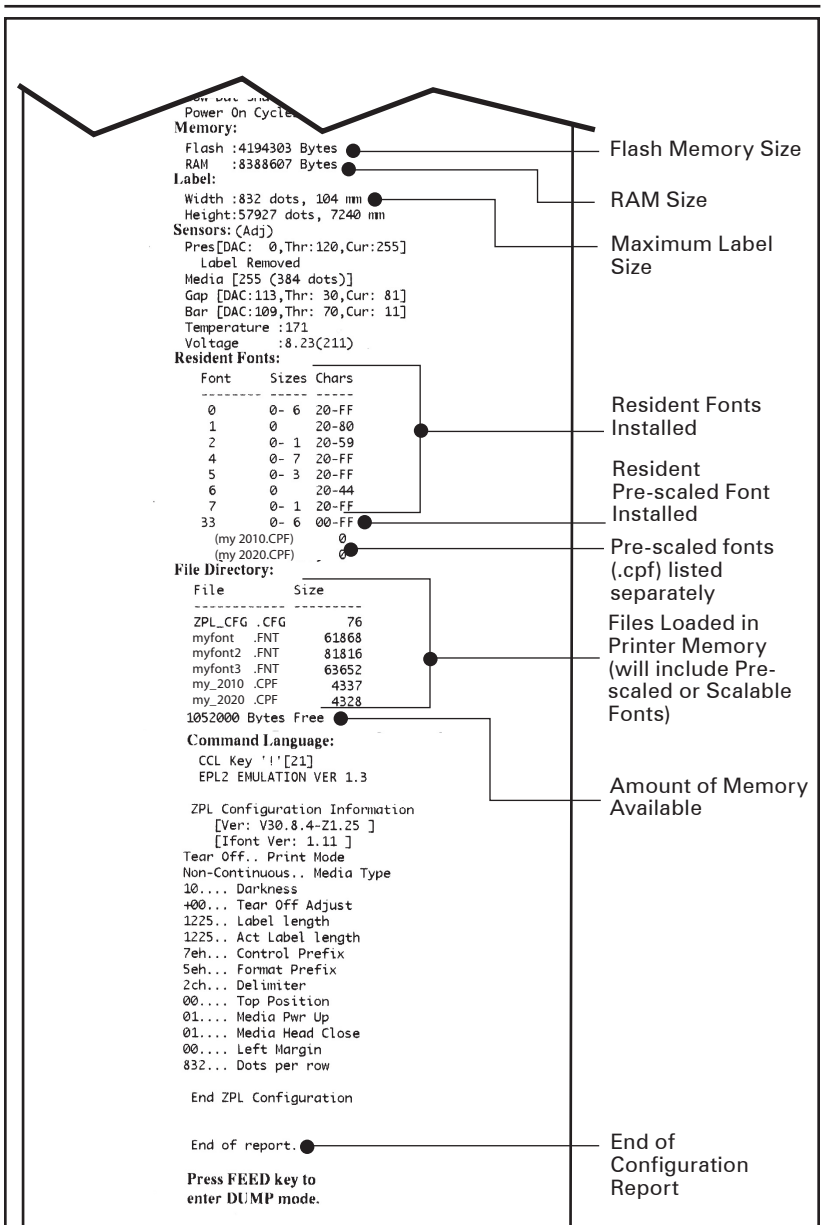 Power On Cycle
Memory:
Flash :4194303 Bytes
RAM :8388607 Bytes
Label:
Width :832 dots, 104 mm
Height:57927 dots, 7240 mm
Sensors: (Adj)
Pres[DAC: 0,Thr:120,Cur:255]
Label Removed
Media [255 (384 dots)]
Gap [DAC:113,Thr: 30,Cur: 81]
Bar [DAC:109,Thr: 70,Cur: 11]
Temperature :171
Voltage :8.23(211)
Resident Fonts:
Font Sizes Chars
-------- ----- -----
0 0- 6 20-FF
1 0 20-80
2 0- 1 20-59
4 0- 7 20-FF
5 0- 3 20-FF
6 0 20-44
7 0- 1 20-FF
33 0- 6 00-FF
(my 2010.CPF) 0
(my 2020.CPF) 0
File Directory:
File Size
------------ ---------
ZPL_CFG .CFG 76
myfont .FNT 61868
myfont2 .FNT 81816
myfont3 .FNT 63652
my_2010 .CPF 4337
my_2020 .CPF 4328
1052000 Bytes Free
Command Language:
CCL Key '!'[21]
EPL2 EMULATION VER 1.3
ZPL Configuration Information
[Ver: V30.8.4-Z1.25 ]
[Ifont Ver: 1.11 ]
Tear Off.. Print Mode
Non-Continuous.. Media Type
10.... Darkness
+00... Tear Off Adjust
1225.. Label length
1225.. Act Label length
7eh... Control Prefix
5eh... Format Prefix
2ch... Delimiter
00.... Top Position
01.... Media Pwr Up
01.... Media Head Close
00.... Left Margin
832... Dots per row
End ZPL Configuration
End of report.
Press FEED key to
enter DUMP mode.
Flash Memory Size
RAM Size
Maximum Label
Size
Resident Fonts
Installed
Resident
Pre-scaled Font
Installed
Pre-scaled fonts
(.cpf) listed
separately
Files Loaded in
Printer Memory
(will include Pre-
scaled or Scalable
Fonts)
Amount of Memory
Available
End of
Configuration
Report